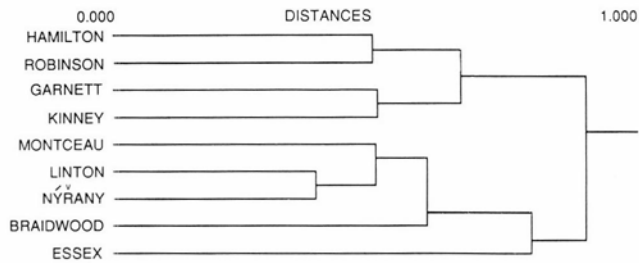 0.000 DISTANCES 1.000
HAMILTON
ROBINSON
GARNETT
KINNEY
MONTCEAU
LINTON
NÝŘANY
BRAIDWOOD
ESSEX